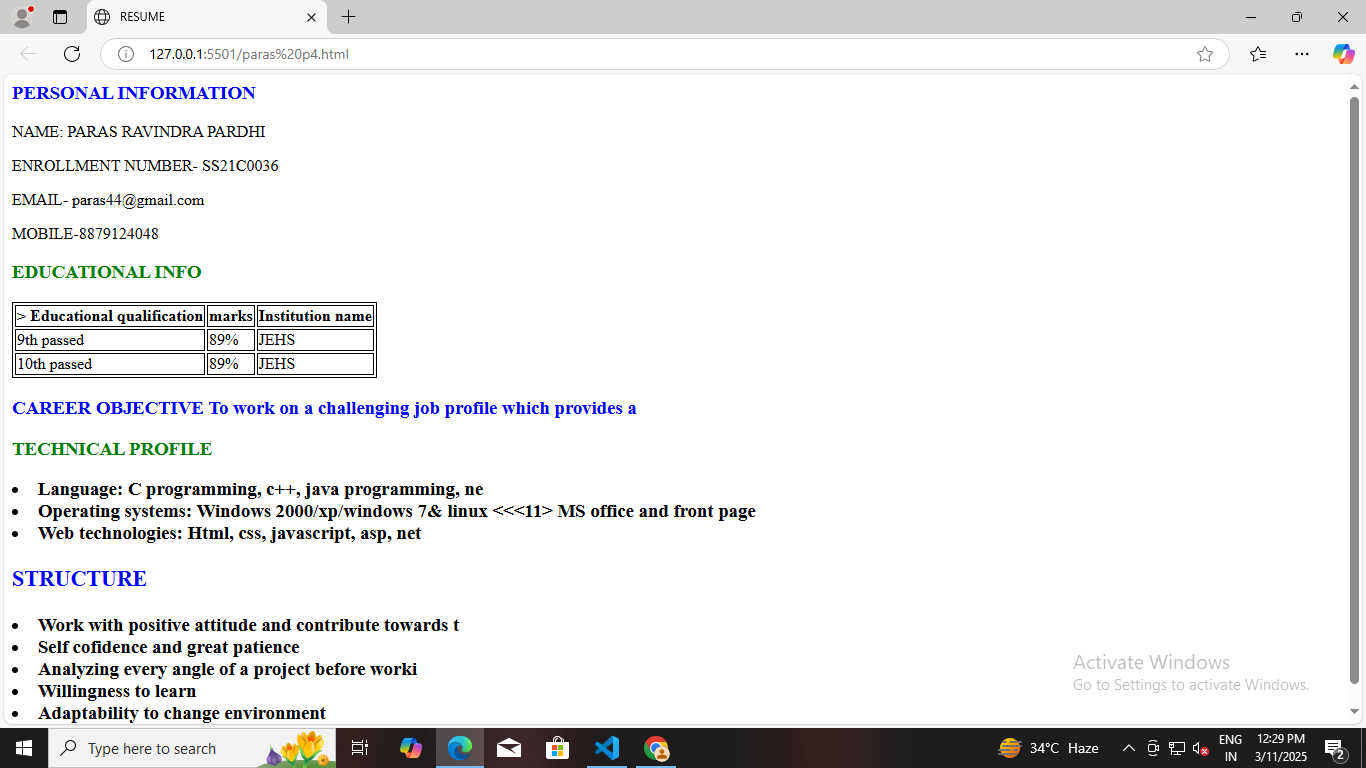 RESUME
127.0.0.1:5501/paras%20p4.html
PERSONAL INFORMATION
NAME: PARAS RAVINDRA PARDHI
ENROLLMENT NUMBER- SS21C0036
EMAIL- paras44@gmail.com
MOBILE-8879124048
EDUCATIONAL INFO
> Educational qualification marks Institution name
9th passed 89% JEHS
10th passed 89% JEHS
CAREER OBJECTIVE To work on a challenging job profile which provides a
TECHNICAL PROFILE
• Language: C programming, c++, java programming, ne
• Operating systems: Windows 2000/xp/windows 7& linux <<<11> MS office and front page
• Web technologies: Html, css, javascript, asp, net
STRUCTURE
• Work with positive attitude and contribute towards t
• Self cofidence and great patience
• Analyzing every angle of a project before worki
• Willingness to learn
• Adaptability to change environment
Activate Windows
Go to Settings to activate Windows.
Type here to search
34°C Haze
ENG
IN
12:29 PM
3/11/2025
2